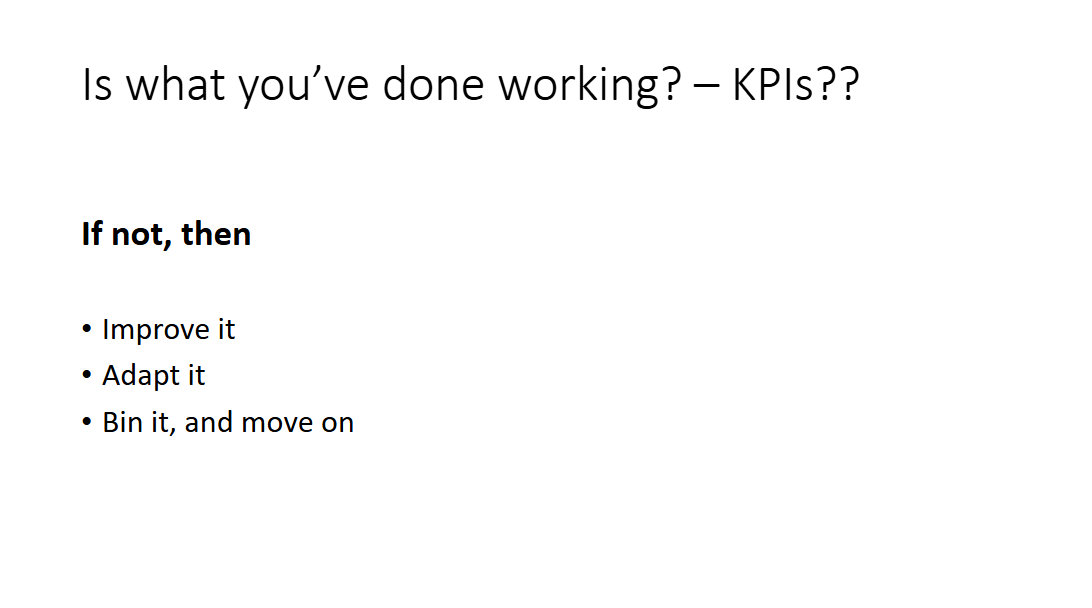 Is what you’ve done working? – KPIs??
If not, then
• Improve it
• Adapt it
• Bin it, and move on